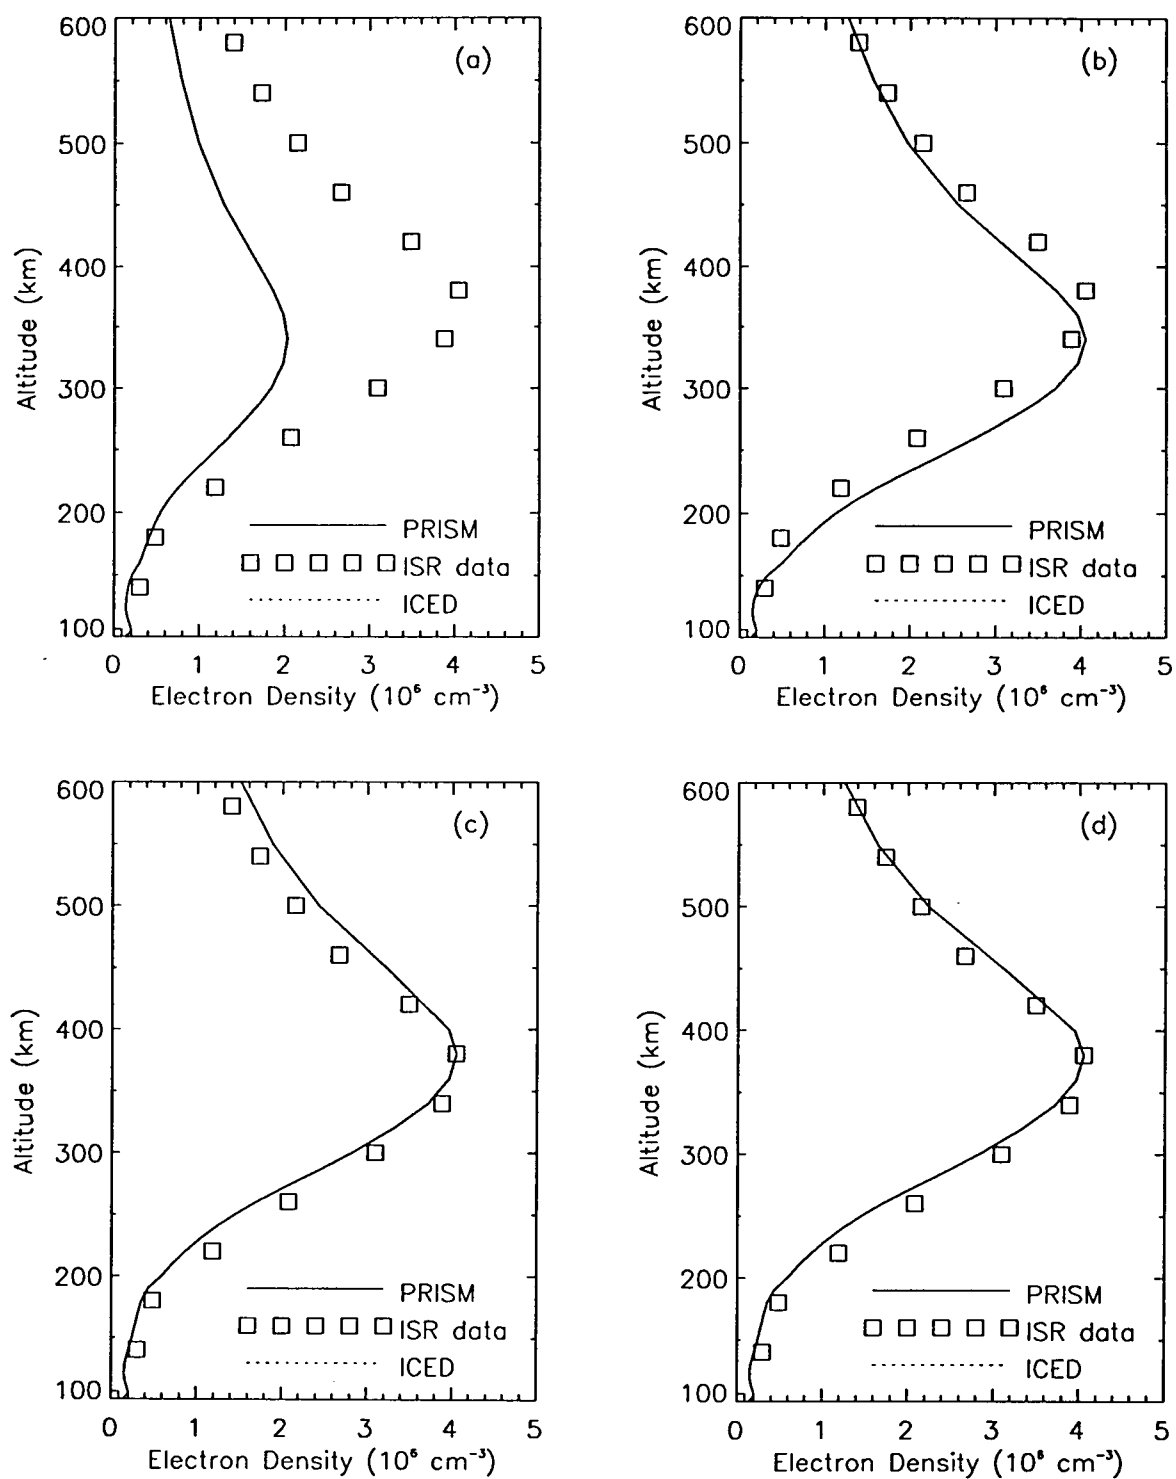 (a)
600
500
400
300
200
100
Altitude (km)
PRISM
ISR data
ICED
0 1 2 3 4 5
Electron Density (10⁶ cm⁻³)
(b)
600
500
400
300
200
100
Altitude (km)
PRISM
ISR data
ICED
0 1 2 3 4 5
Electron Density (10⁶ cm⁻³)
(c)
600
500
400
300
200
100
Altitude (km)
PRISM
ISR data
ICED
0 1 2 3 4 5
Electron Density (10⁶ cm⁻³)
(d)
600
500
400
300
200
100
Altitude (km)
PRISM
ISR data
ICED
0 1 2 3 4 5
Electron Density (10⁶ cm⁻³)